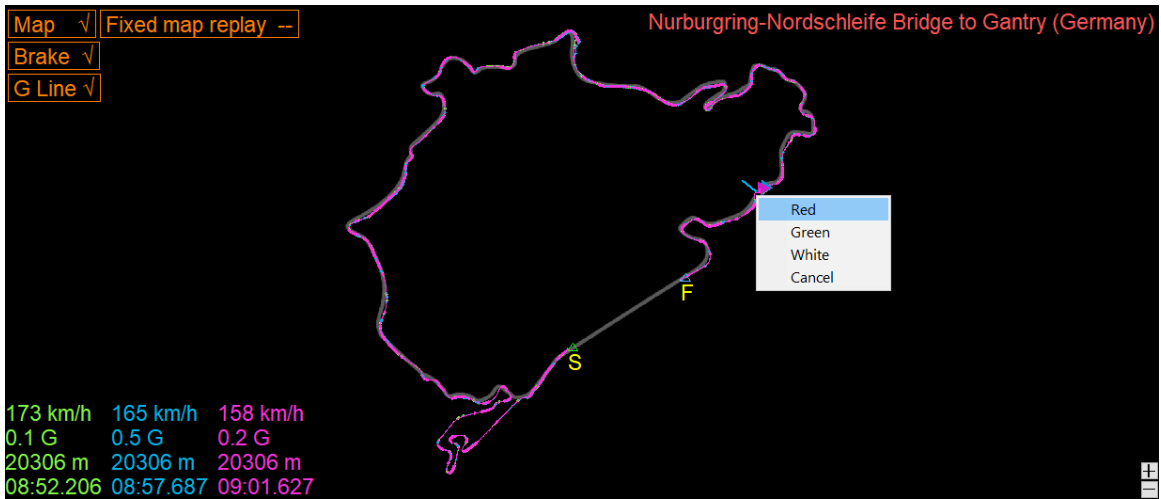 Map √ Fixed map replay --
Nurburgring-Nordschleife Bridge to Gantry (Germany)
Brake √
G Line √
Red
Green
White
Cancel
F
S
173 km/h 165 km/h 158 km/h
0.1 G 0.5 G 0.2 G
20306 m 20306 m 20306 m
08:52.206 08:57.687 09:01.627
+
−